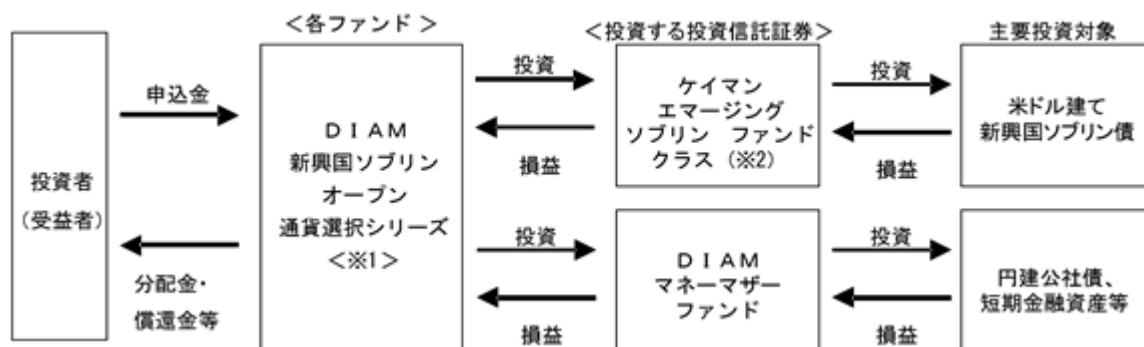 ＜各ファンド＞
＜投資する投資信託証券＞
主要投資対象
投資者
（受益者）
申込金
分配金・
償還金等
ＤＩＡＭ
新興国ソブリン
オープン
通貨選択シリーズ
＜※1＞
投資
損益
投資
損益
ケイマン
エマージング
ソブリン　ファンド
クラス（※2）
ＤＩＡＭ
マネーマザー
ファンド
投資
損益
投資
損益
米ドル建て
新興国ソブリン債
円建公社債、
短期金融資産等